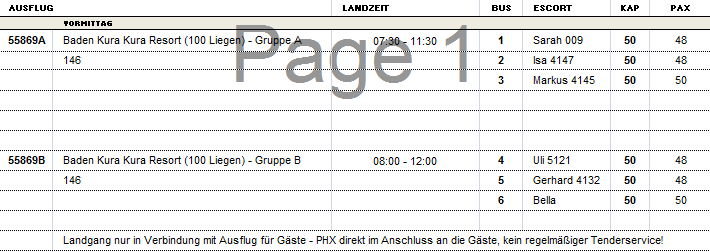 AUSFLUG LANDZEIT BUS ESCORT KAP PAX
VORMITTAG
55869A Baden Kura Kura Resort (100 Liegen) - Gruppe A 07:30 - 11:30 1 Sarah 009 50 48
146 2 Isa 4147 50 48
3 Markus 4145 50 50
Page 1
55869B Baden Kura Kura Resort (100 Liegen) - Gruppe B 08:00 - 12:00 4 Uli 5121 50 48
146 5 Gerhard 4132 50 48
6 Bella 50 50
Landgang nur in Verbindung mit Ausflug für Gäste - PHX direkt im Anschluss an die Gäste, kein regelmäßiger Tenderservice!